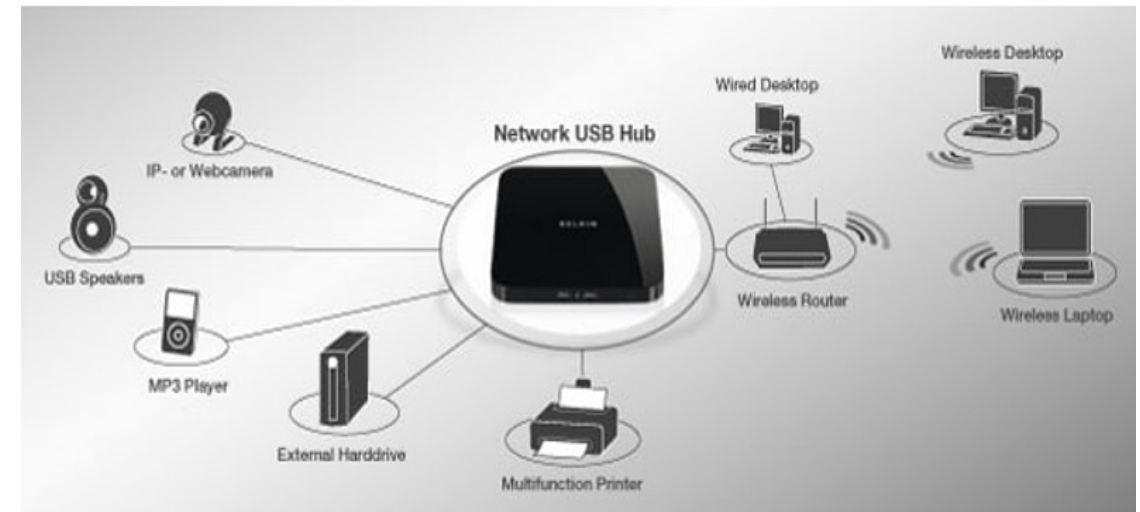 Wireless Desktop
Wired Desktop
Network USB Hub
IP- or Webcamera
BELKIN
USB Speakers
Wireless Router
Wireless Laptop
MP3 Player
External Harddrive
Multifunction Printer